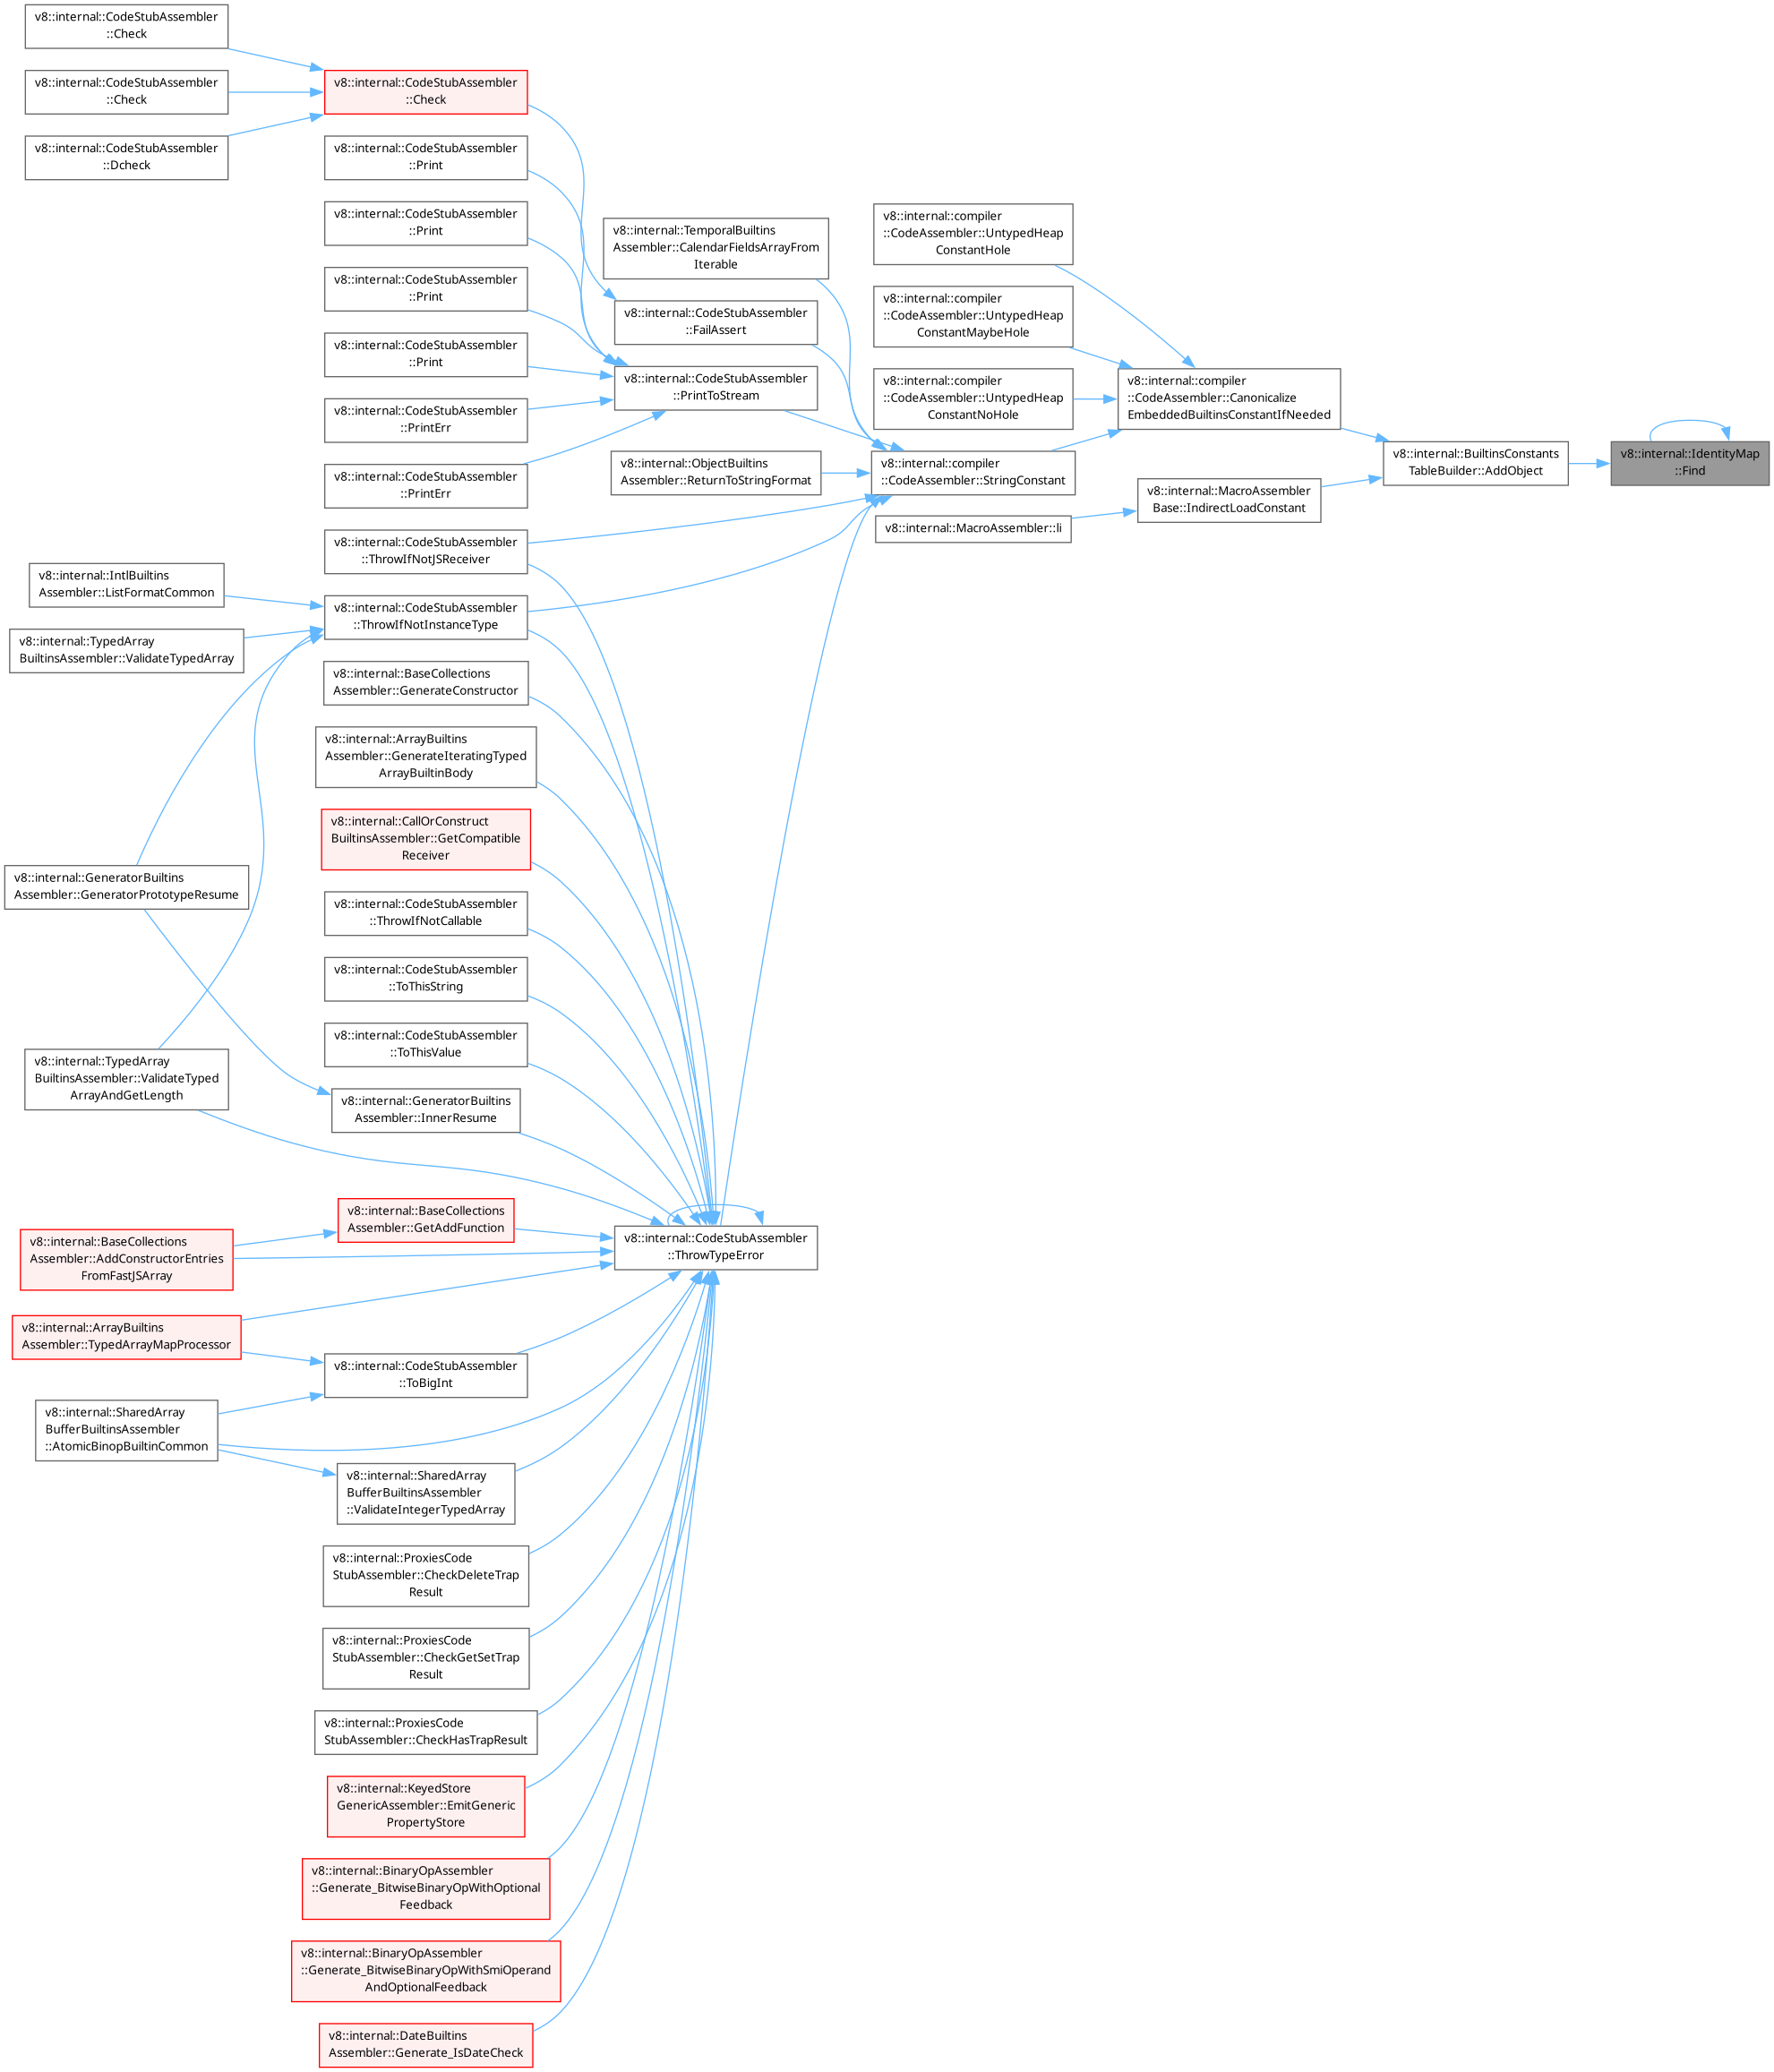 v8::internal::CodeStubAssembler
::Check
v8::internal::CodeStubAssembler
::Check
v8::internal::CodeStubAssembler
::Dcheck
v8::internal::IntlBuiltins
Assembler::ListFormatCommon
v8::internal::TypedArray
BuiltinsAssembler::ValidateTypedArray
v8::internal::GeneratorBuiltins
Assembler::GeneratorPrototypeResume
v8::internal::TypedArray
BuiltinsAssembler::ValidateTyped
ArrayAndGetLength
v8::internal::BaseCollections
Assembler::AddConstructorEntries
FromFastJSArray
v8::internal::ArrayBuiltins
Assembler::TypedArrayMapProcessor
v8::internal::SharedArray
BufferBuiltinsAssembler
::AtomicBinopBuiltinCommon
v8::internal::CodeStubAssembler
::Check
v8::internal::CodeStubAssembler
::Print
v8::internal::CodeStubAssembler
::Print
v8::internal::CodeStubAssembler
::Print
v8::internal::CodeStubAssembler
::Print
v8::internal::CodeStubAssembler
::PrintErr
v8::internal::CodeStubAssembler
::PrintErr
v8::internal::CodeStubAssembler
::ThrowIfNotJSReceiver
v8::internal::CodeStubAssembler
::ThrowIfNotInstanceType
v8::internal::BaseCollections
Assembler::GenerateConstructor
v8::internal::ArrayBuiltins
Assembler::GenerateIteratingTyped
ArrayBuiltinBody
v8::internal::CallOrConstruct
BuiltinsAssembler::GetCompatible
Receiver
v8::internal::CodeStubAssembler
::ThrowIfNotCallable
v8::internal::CodeStubAssembler
::ToThisString
v8::internal::CodeStubAssembler
::ToThisValue
v8::internal::GeneratorBuiltins
Assembler::InnerResume
v8::internal::BaseCollections
Assembler::GetAddFunction
v8::internal::CodeStubAssembler
::ToBigInt
v8::internal::SharedArray
BufferBuiltinsAssembler
::ValidateIntegerTypedArray
v8::internal::ProxiesCode
StubAssembler::CheckDeleteTrap
Result
v8::internal::ProxiesCode
StubAssembler::CheckGetSetTrap
Result
v8::internal::ProxiesCode
StubAssembler::CheckHasTrapResult
v8::internal::KeyedStore
GenericAssembler::EmitGeneric
PropertyStore
v8::internal::BinaryOpAssembler
::Generate_BitwiseBinaryOpWithOptional
Feedback
v8::internal::BinaryOpAssembler
::Generate_BitwiseBinaryOpWithSmiOperand
AndOptionalFeedback
v8::internal::DateBuiltins
Assembler::Generate_IsDateCheck
v8::internal::TemporalBuiltins
Assembler::CalendarFieldsArrayFrom
Iterable
v8::internal::CodeStubAssembler
::FailAssert
v8::internal::CodeStubAssembler
::PrintToStream
v8::internal::ObjectBuiltins
Assembler::ReturnToStringFormat
v8::internal::CodeStubAssembler
::ThrowTypeError
v8::internal::compiler
::CodeAssembler::UntypedHeap
ConstantHole
v8::internal::compiler
::CodeAssembler::UntypedHeap
ConstantMaybeHole
v8::internal::compiler
::CodeAssembler::UntypedHeap
ConstantNoHole
v8::internal::compiler
::CodeAssembler::StringConstant
v8::internal::MacroAssembler::li
v8::internal::compiler
::CodeAssembler::Canonicalize
EmbeddedBuiltinsConstantIfNeeded
v8::internal::MacroAssembler
Base::IndirectLoadConstant
v8::internal::BuiltinsConstants
TableBuilder::AddObject
v8::internal::IdentityMap
::Find